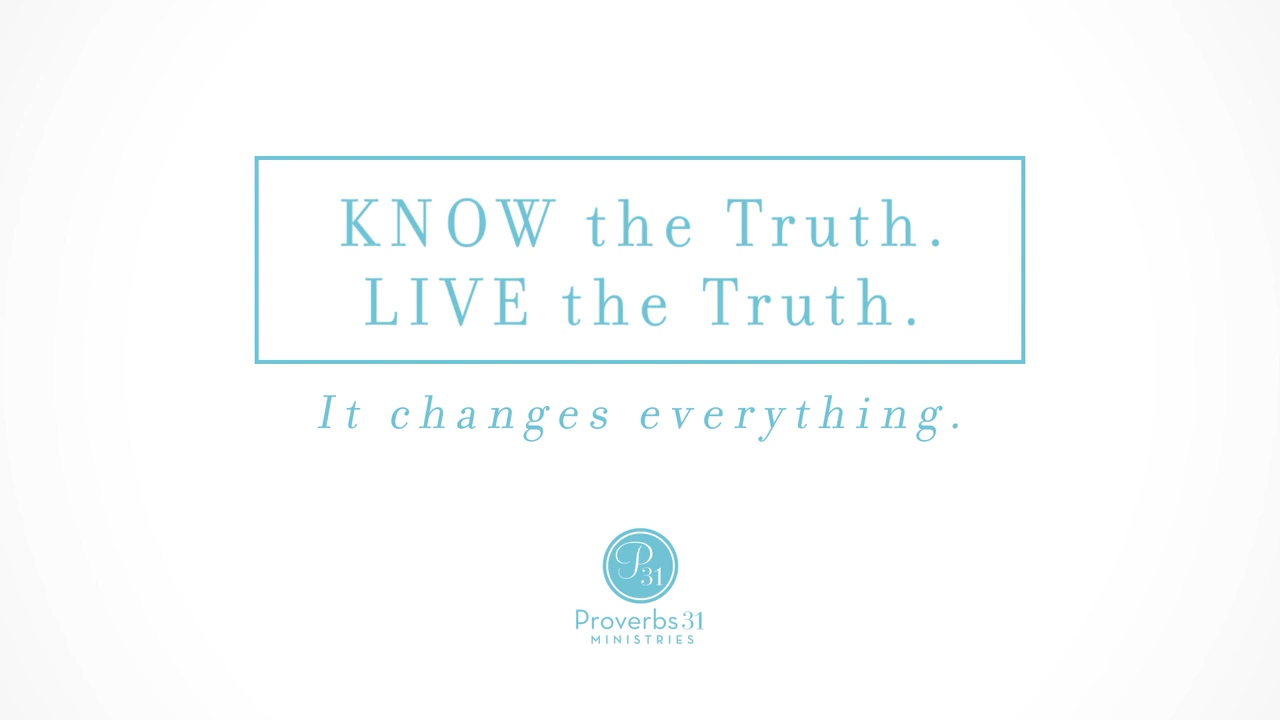 KNOW the Truth.
LIVE the Truth.
It changes everything.
P31
Proverbs 31
MINISTRIES